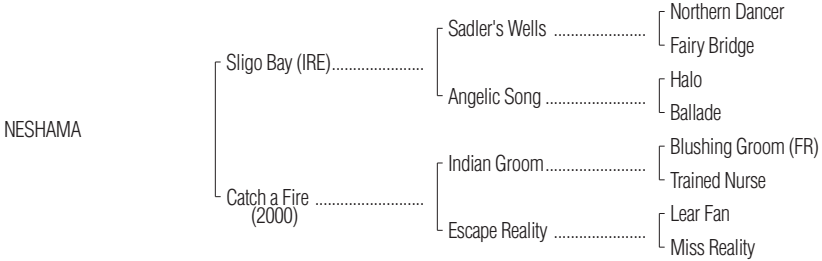 Northern Dancer
Sadler's Wells ......................
Fairy Bridge
Sligo Bay (IRE)......................
Halo
Angelic Song ........................
Ballade
NESHAMA
Blushing Groom (FR)
Indian Groom........................
Trained Nurse
Catch a Fire ..........................
(2000)
Lear Fan
Escape Reality ......................
Miss Reality